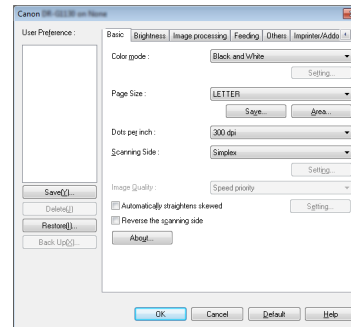 Canon on None
User Preference :
Save(Y)...
Delete(J)
Restore(I)...
Back Up(X)...
Basic Brightness Image processing Feeding Others Imprinter/Addo
Color mode : Black and White
Setting...
Page Size : LETTER
Save... Area...
Dots per inch : 300 dpi
Scanning Side : Simplex
Setting...
Image Quality : Speed priority
Automatically straightens skewed Setting...
Reverse the scanning side
About...
OK Cancel Default Help